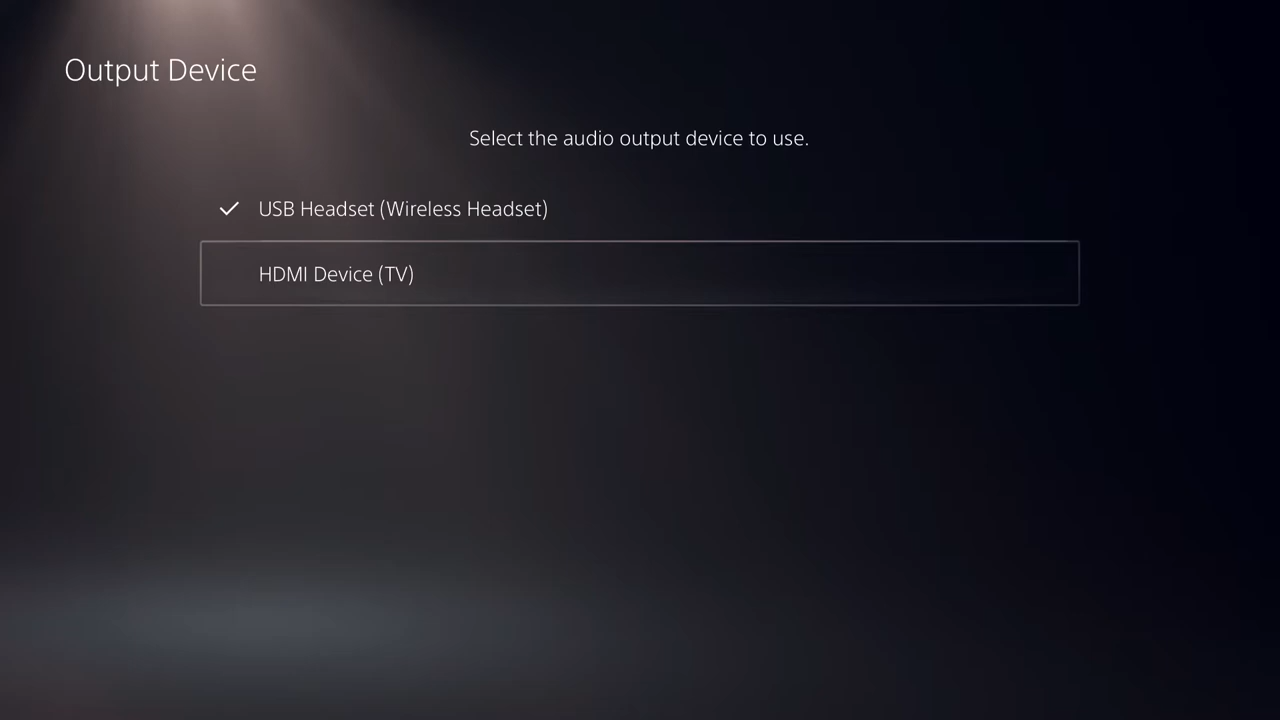 Output Device
Select the audio output device to use.
USB Headset (Wireless Headset)
HDMI Device (TV)